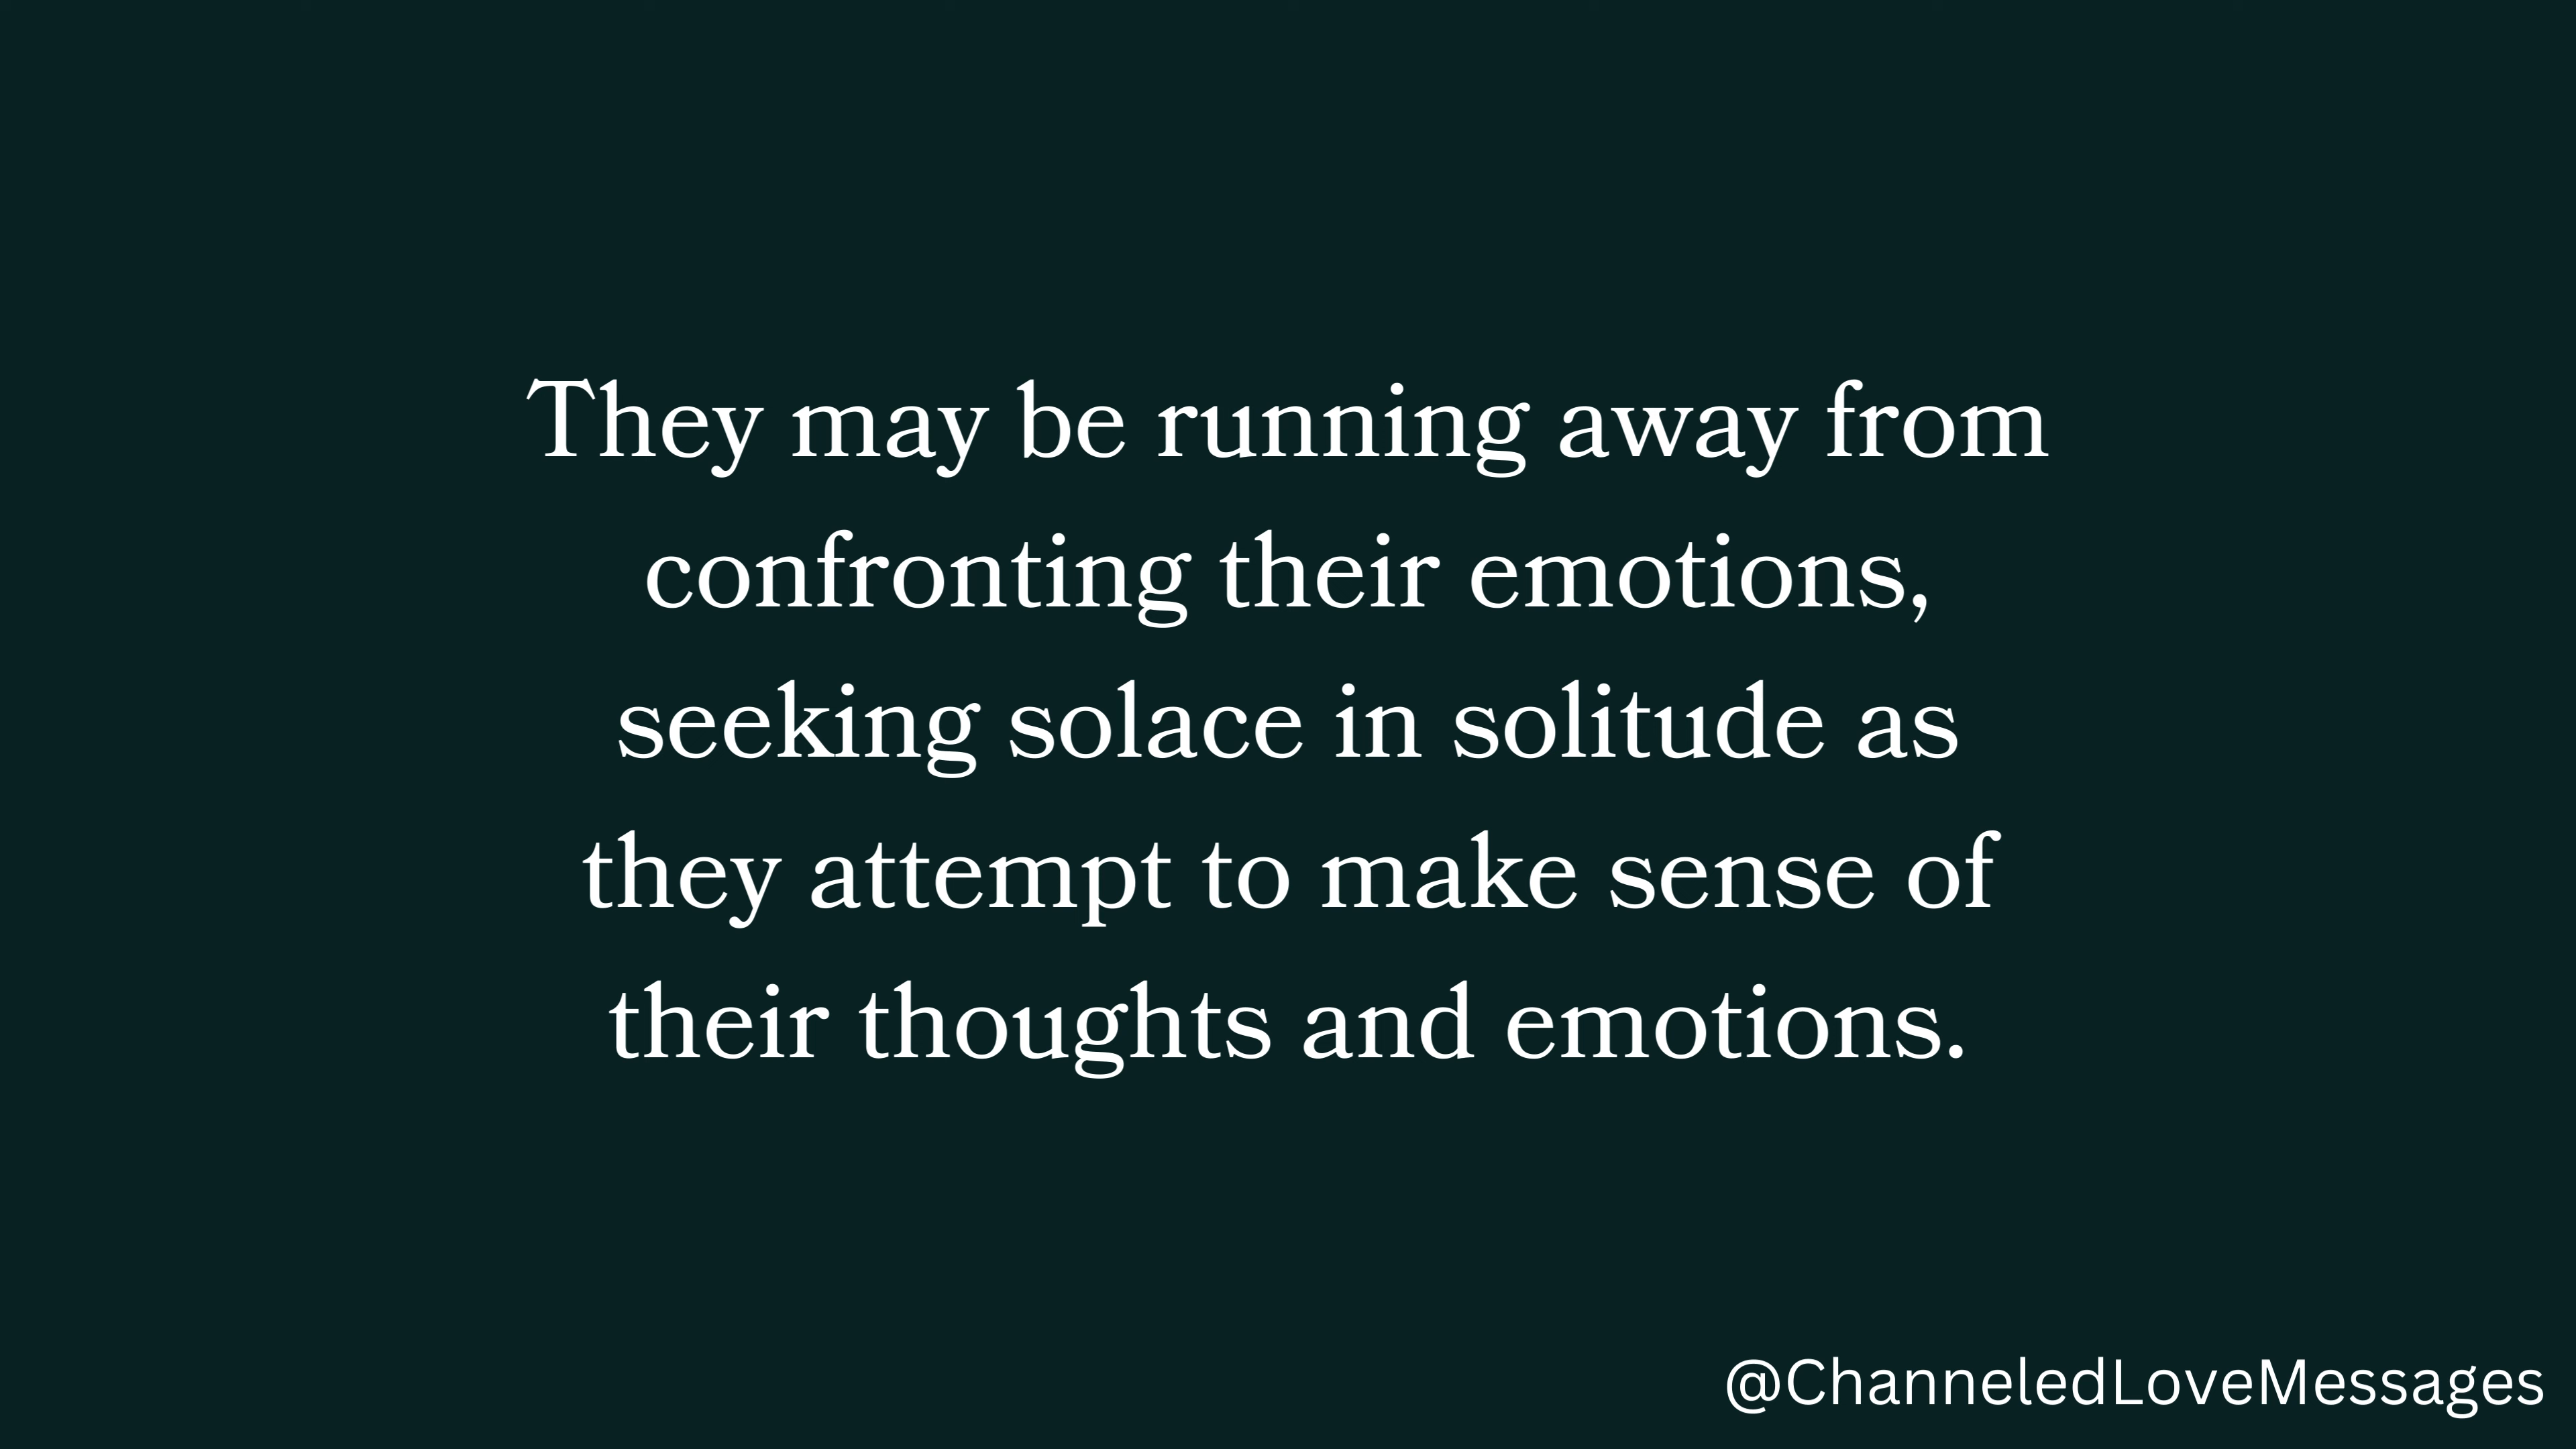 They may be running away from
confronting their emotions,
seeking solace in solitude as
they attempt to make sense of
their thoughts and emotions.
@ChanneledLoveMessages